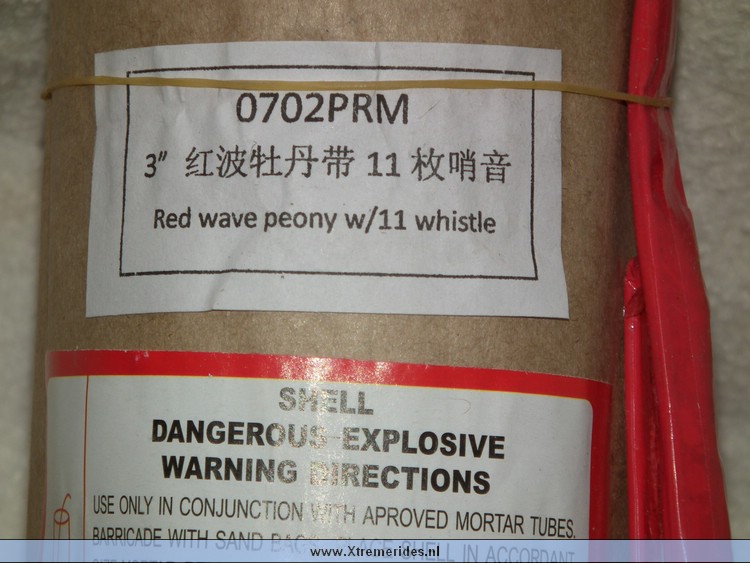 0702PRM
3" 红波牡丹带 11 枚哨音
Red wave peony w/11 whistle
SHELL
DANGEROUS EXPLOSIVE
WARNING DIRECTIONS
USE ONLY IN CONJUNCTION WITH APROVED MORTAR TUBES.
BARRICADE WITH SAND BAGS. PLACE SHELL IN ACCORDANT
www.Xtremerides.nl